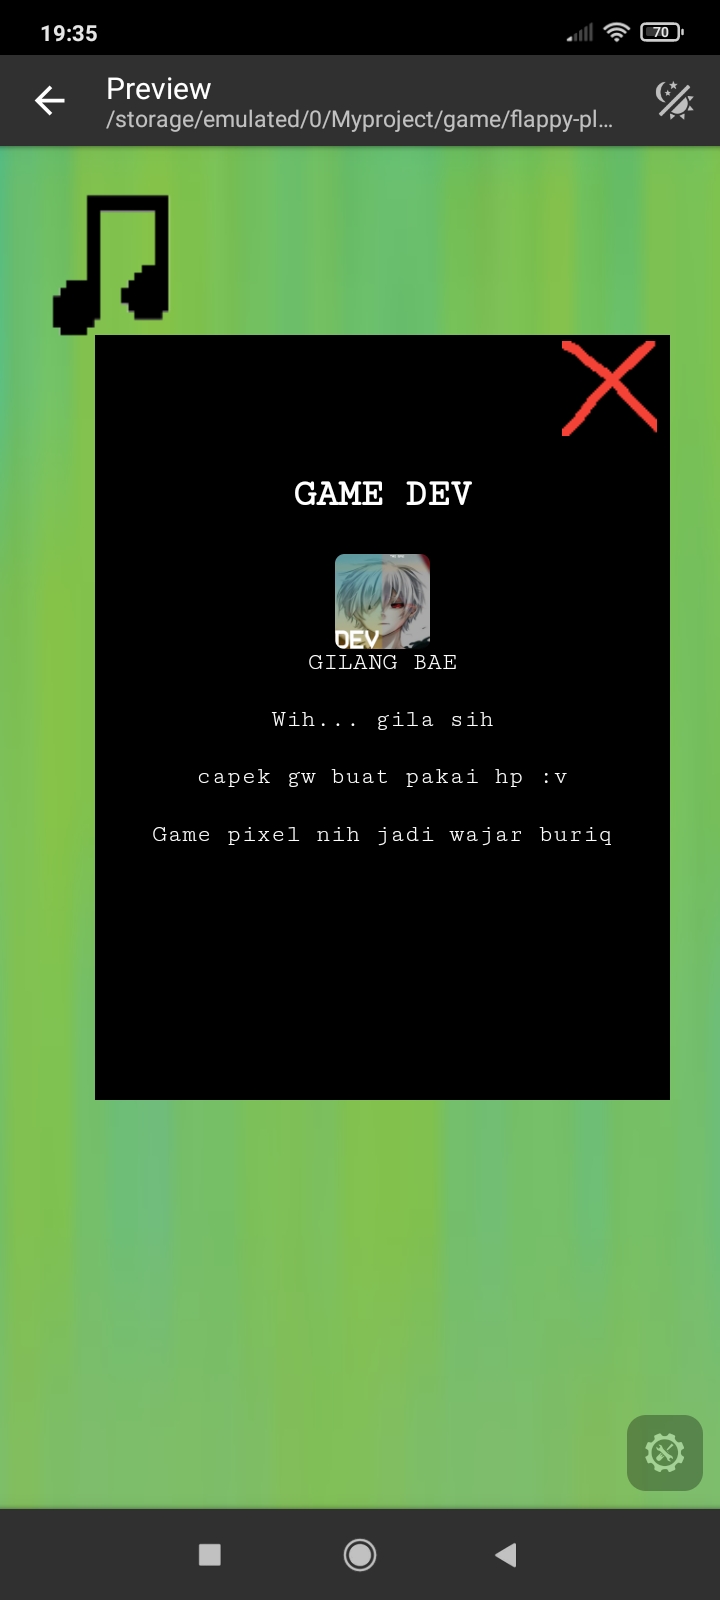 19:35
70
Preview
/storage/emulated/0/Myproject/game/flappy-pl...
GAME DEV
DEV
GILANG BAE
Wih... gila sih
capek gw buat pakai hp :v
Game pixel nih jadi wajar buriq